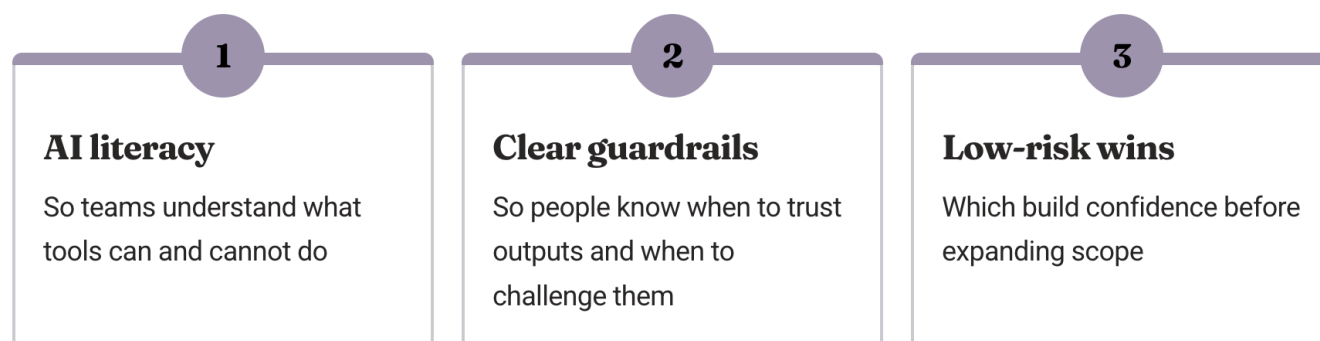 1
AI literacy
So teams understand what
tools can and cannot do
2
Clear guardrails
So people know when to trust
outputs and when to
challenge them
3
Low-risk wins
Which build confidence before
expanding scope